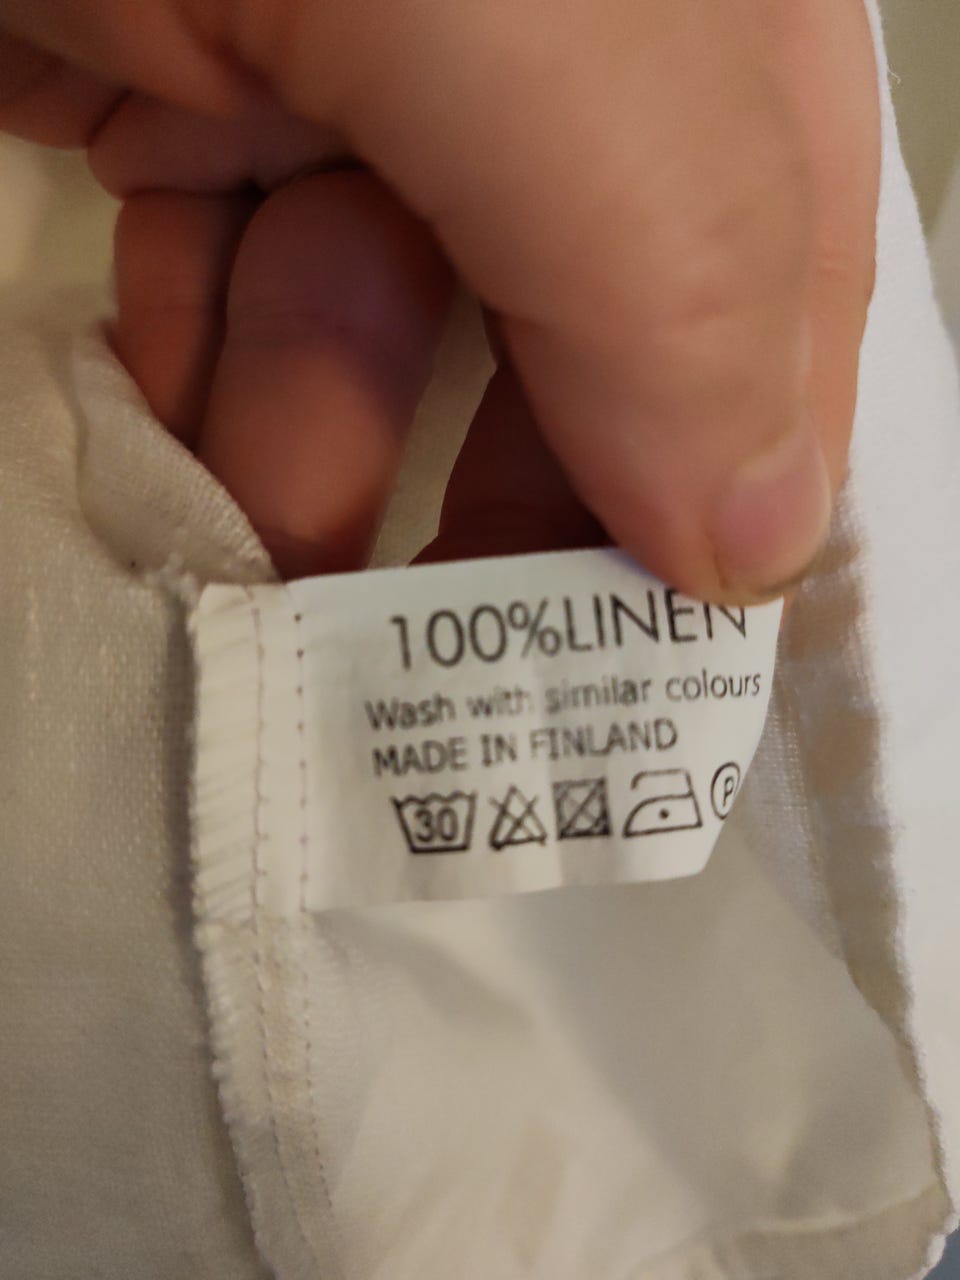 100%LINEN
Wash with similar colours
MADE IN FINLAND
30 P